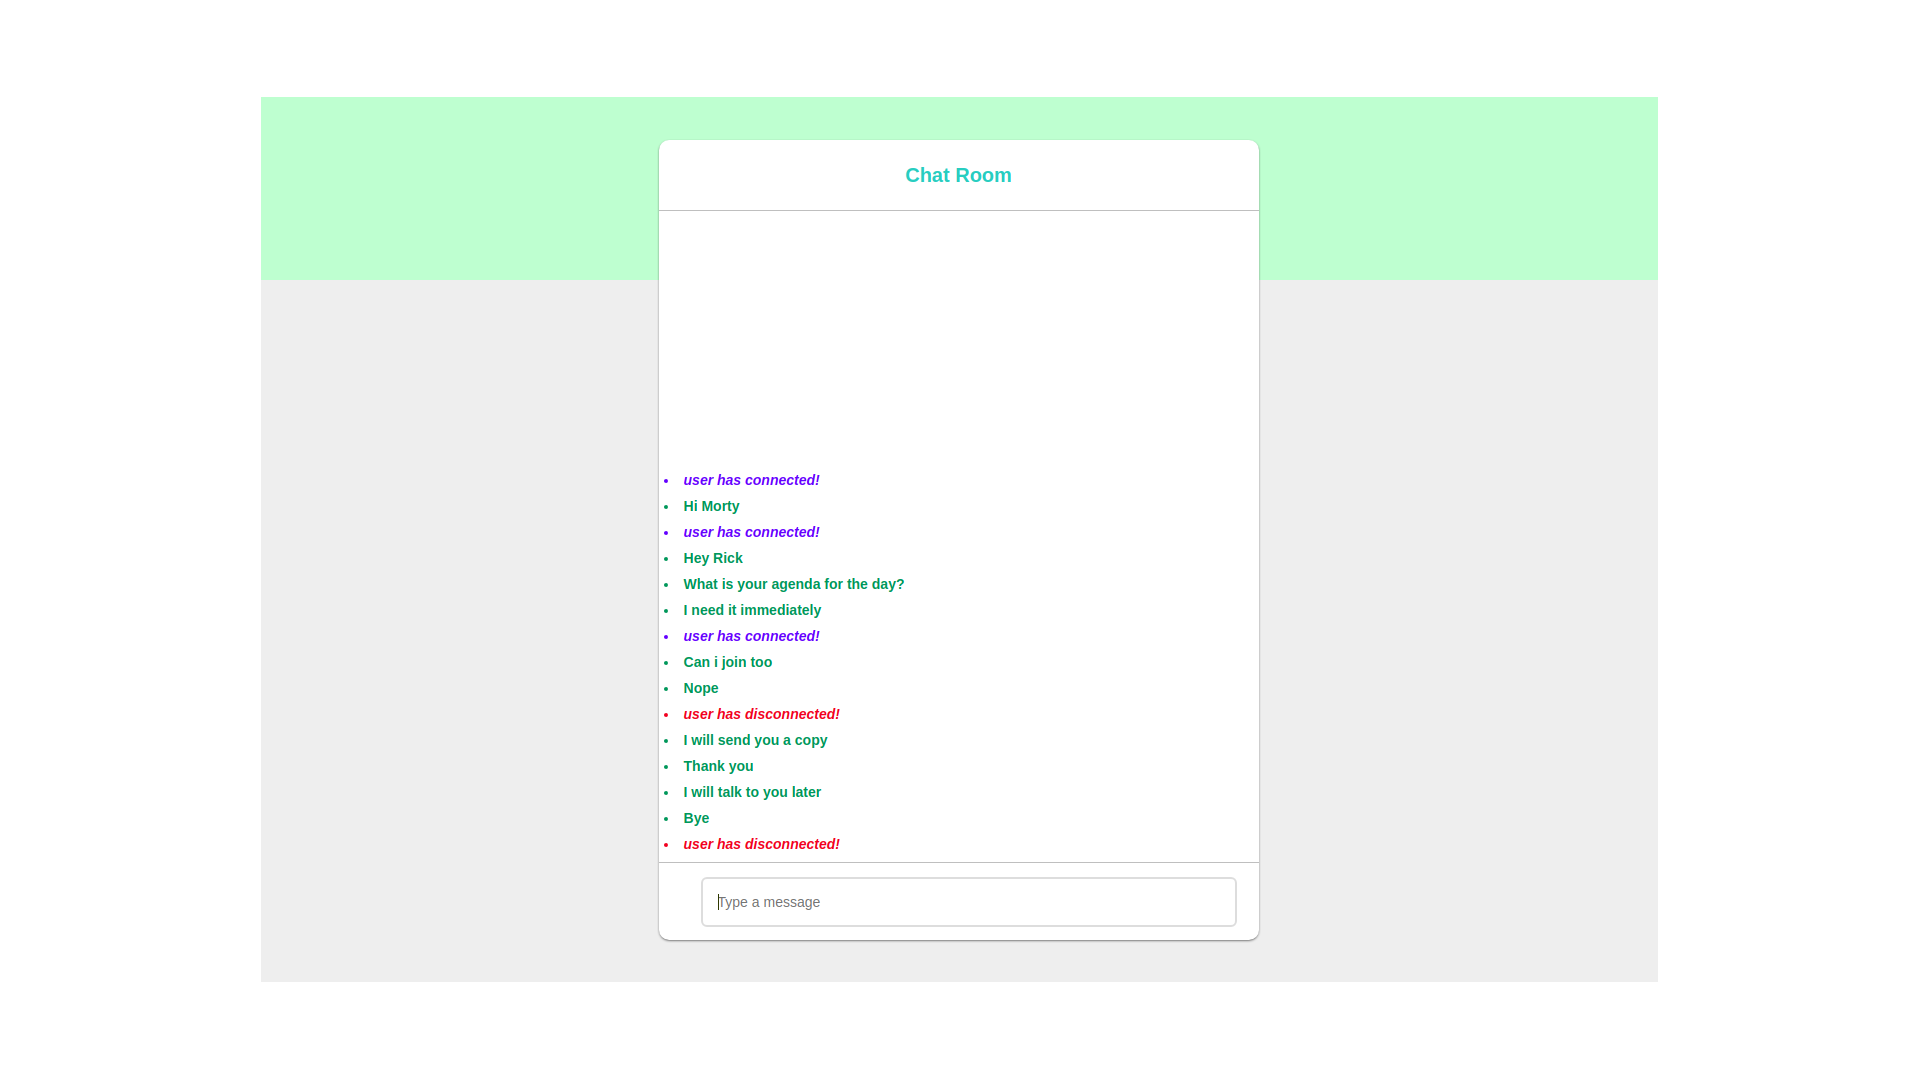 Chat Room
user has connected!
Hi Morty
user has connected!
Hey Rick
What is your agenda for the day?
I need it immediately
user has connected!
Can i join too
Nope
user has disconnected!
I will send you a copy
Thank you
I will talk to you later
Bye
user has disconnected!
Type a message